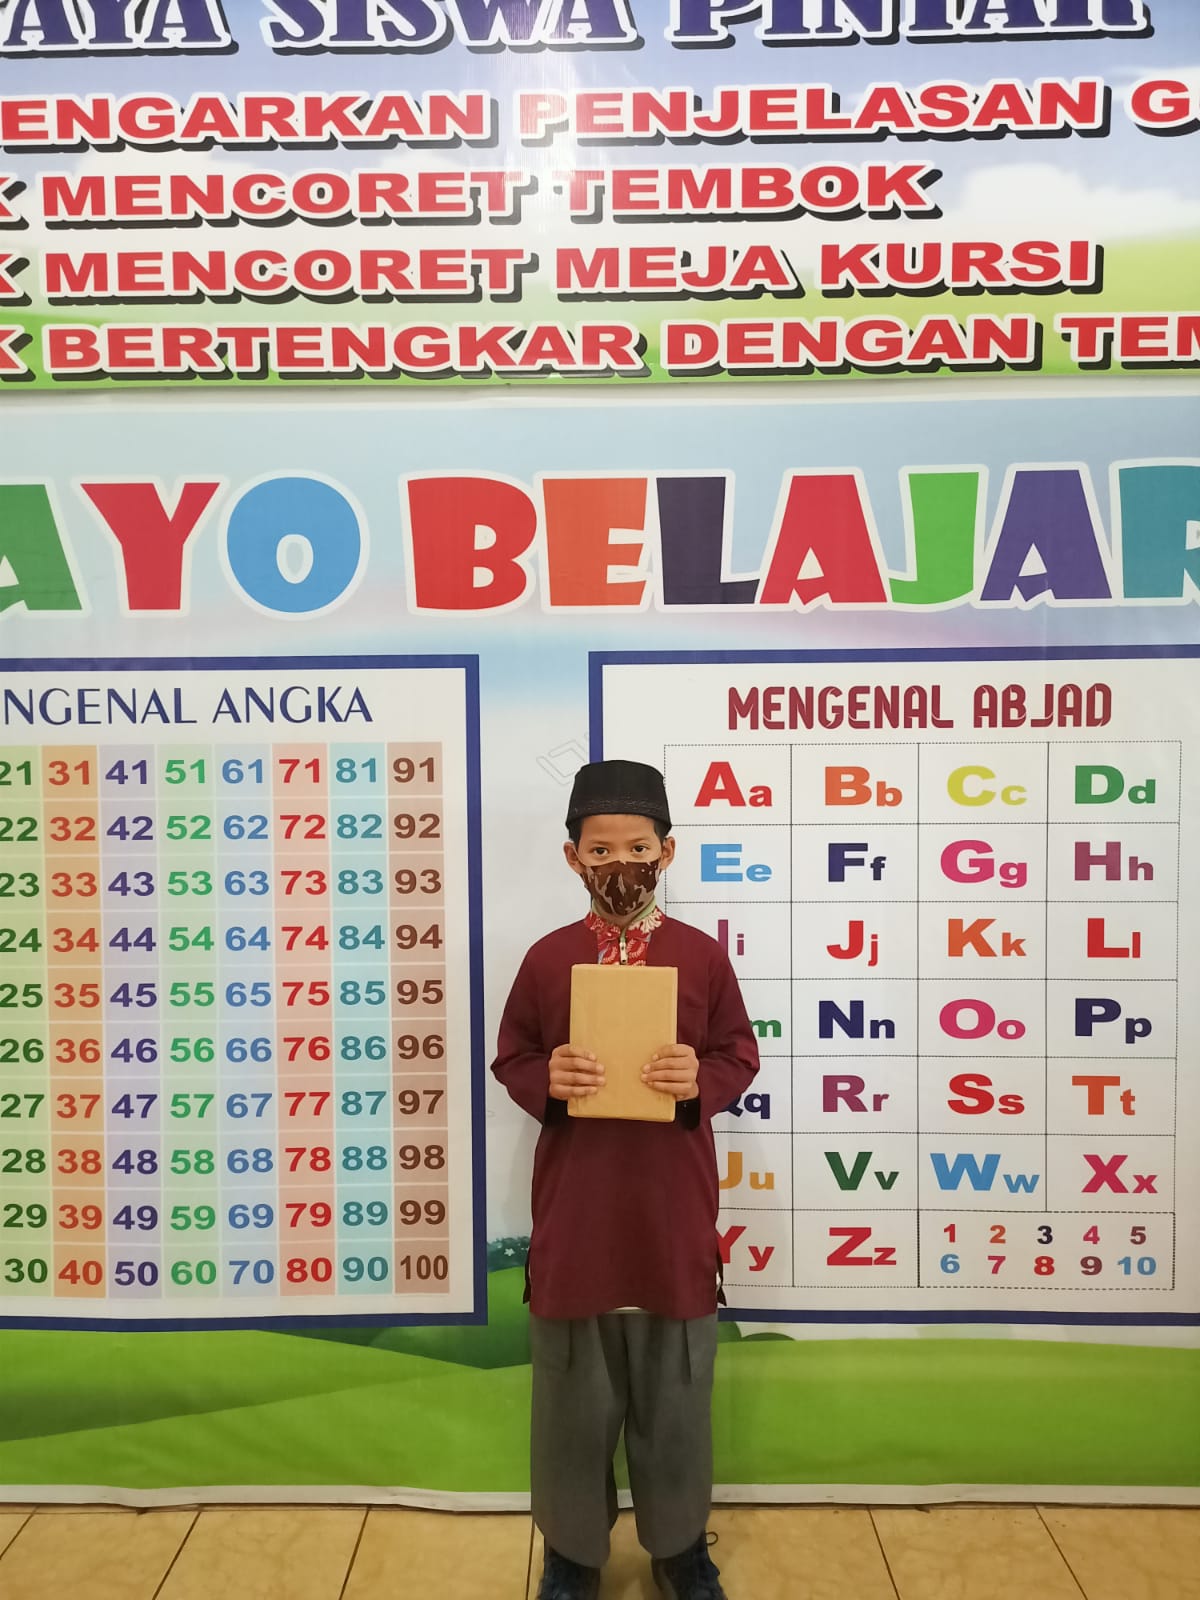 SISWA PINTAR
PENJELASAN
MENCORET TEMBOK
MENCORET MEJA KURSI
BERTENGKAR DENGAN
AYO BELAJAR
ANGKA
21 31 41 51 61 71 81 91
22 32 42 52 62 72 82 92
23 33 43 53 63 73 83 93
24 34 44 54 64 74 84 94
25 35 45 55 65 75 85 95
26 36 46 56 66 76 86 96
27 37 47 57 67 77 87 97
28 38 48 58 68 78 88 98
29 39 49 59 69 79 89 99
30 40 50 60 70 80 90 100
MENGENAL ABJAD
Aa Bb Cc Dd
Ee Ff Gg Hh
Ii Jj Kk Ll
m Nn Oo Pp
Qq Rr Ss Tt
Uu Vv Ww Xx
Yy Zz
1 2 3 4 5
6 7 8 9 10